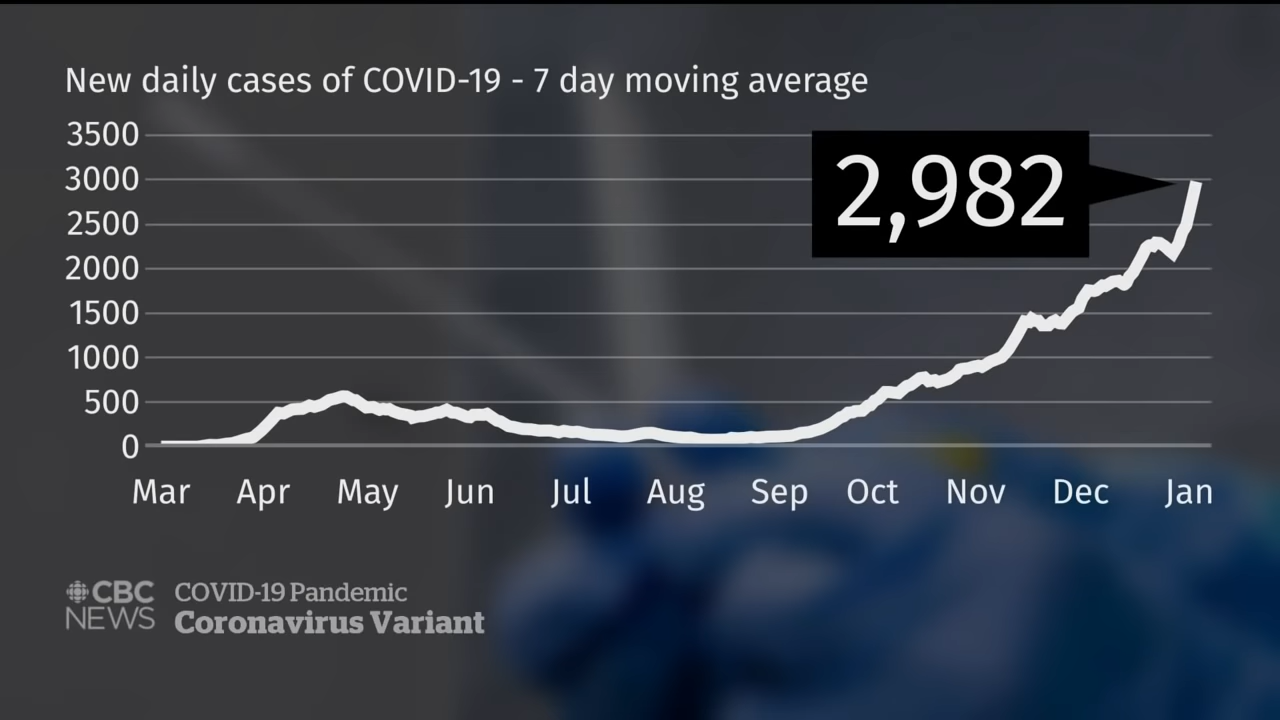 New daily cases of COVID-19 - 7 day moving average
3500
3000
2,982
2500
2000
1500
1000
500
0
Mar Apr May Jun Jul Aug Sep Oct Nov Dec Jan
CBC NEWS
COVID-19 Pandemic
Coronavirus Variant